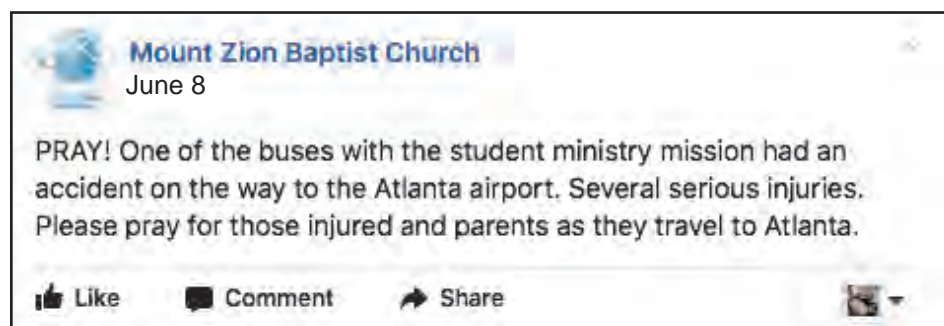 Mount Zion Baptist Church
June 8
PRAY! One of the buses with the student ministry mission had an
accident on the way to the Atlanta airport. Several serious injuries.
Please pray for those injured and parents as they travel to Atlanta.
Like Comment Share